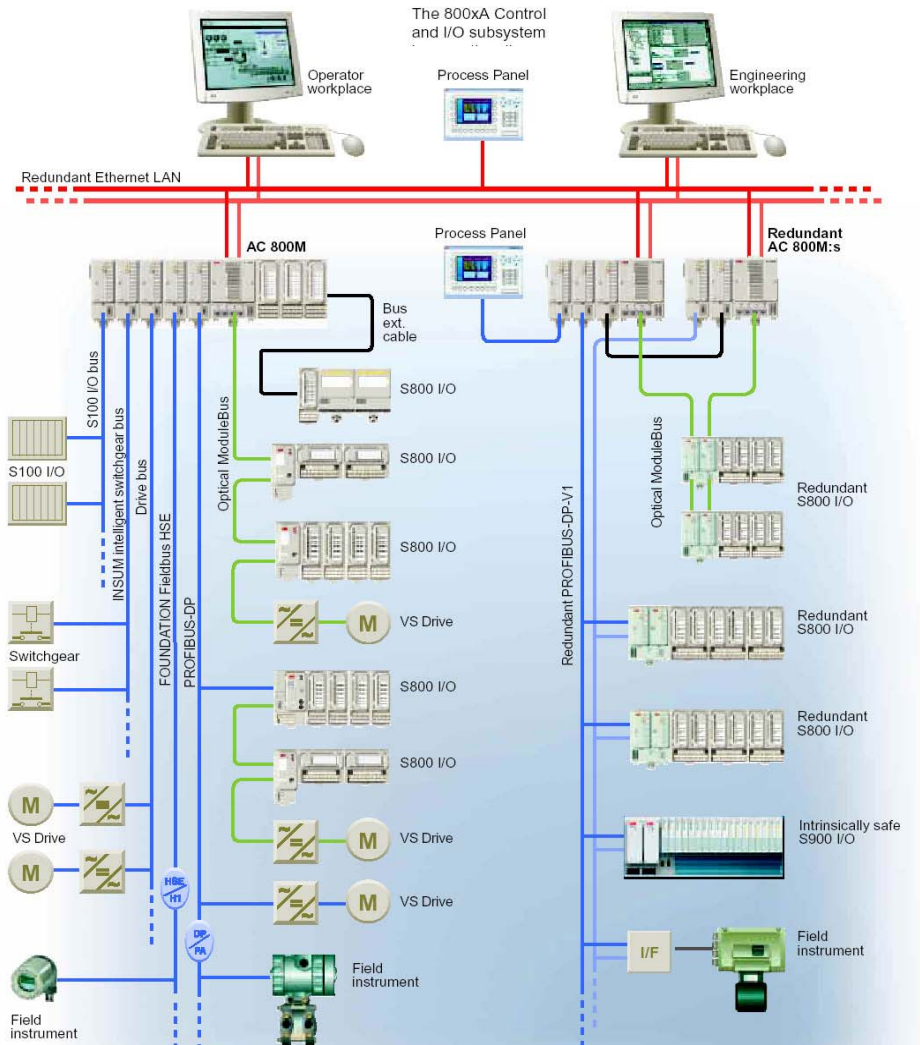 The 800xA Control
and I/O subsystem
Operator
workplace
Process Panel
Engineering
workplace
Redundant Ethernet LAN
AC 800M
Process Panel
Redundant
AC 800M:s
Bus
ext.
cable
S100 I/O bus
INSUM intelligent switchgear bus
Drive bus
FOUNDATION Fieldbus HSE
PROFIBUS-DP
Optical ModuleBus
S800 I/O
S800 I/O
S800 I/O
VS Drive
S800 I/O
S800 I/O
VS Drive
VS Drive
S100 I/O
Switchgear
M
M
VS Drive
M
M
M
M
HSE
H1
DP
PA
Field
instrument
Field
instrument
Redundant PROFIBUS-DP-V1
Optical ModuleBus
Redundant
S800 I/O
Redundant
S800 I/O
Redundant
S800 I/O
Intrinsically safe
S900 I/O
I/F
Field
instrument